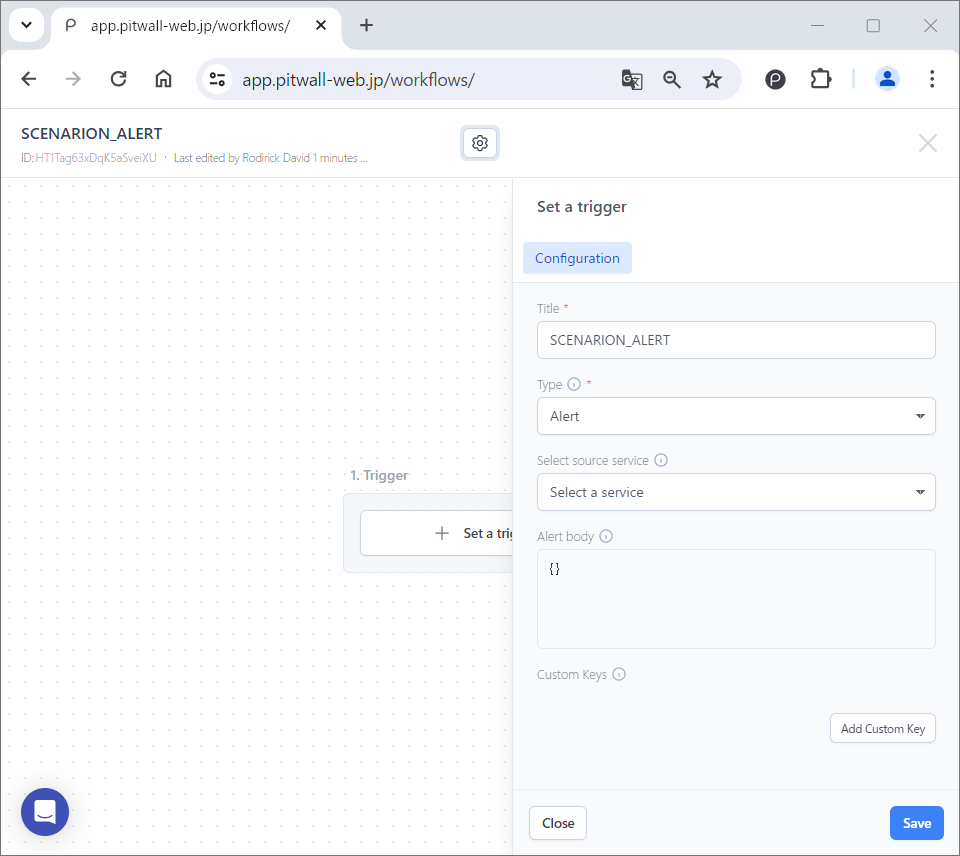 app.pitwall-web.jp/workflows/
app.pitwall-web.jp/workflows/
SCENARION_ALERT
ID: HT1Tag63xDqK5aSveiXU · Last edited by Rodirick David 1 minutes ...
Set a trigger
Configuration
Title *
SCENARION_ALERT
Type *
Alert
Select source service
Select a service
1. Trigger
Set a trig
Alert body
{}
Custom Keys
Add Custom Key
Close
Save